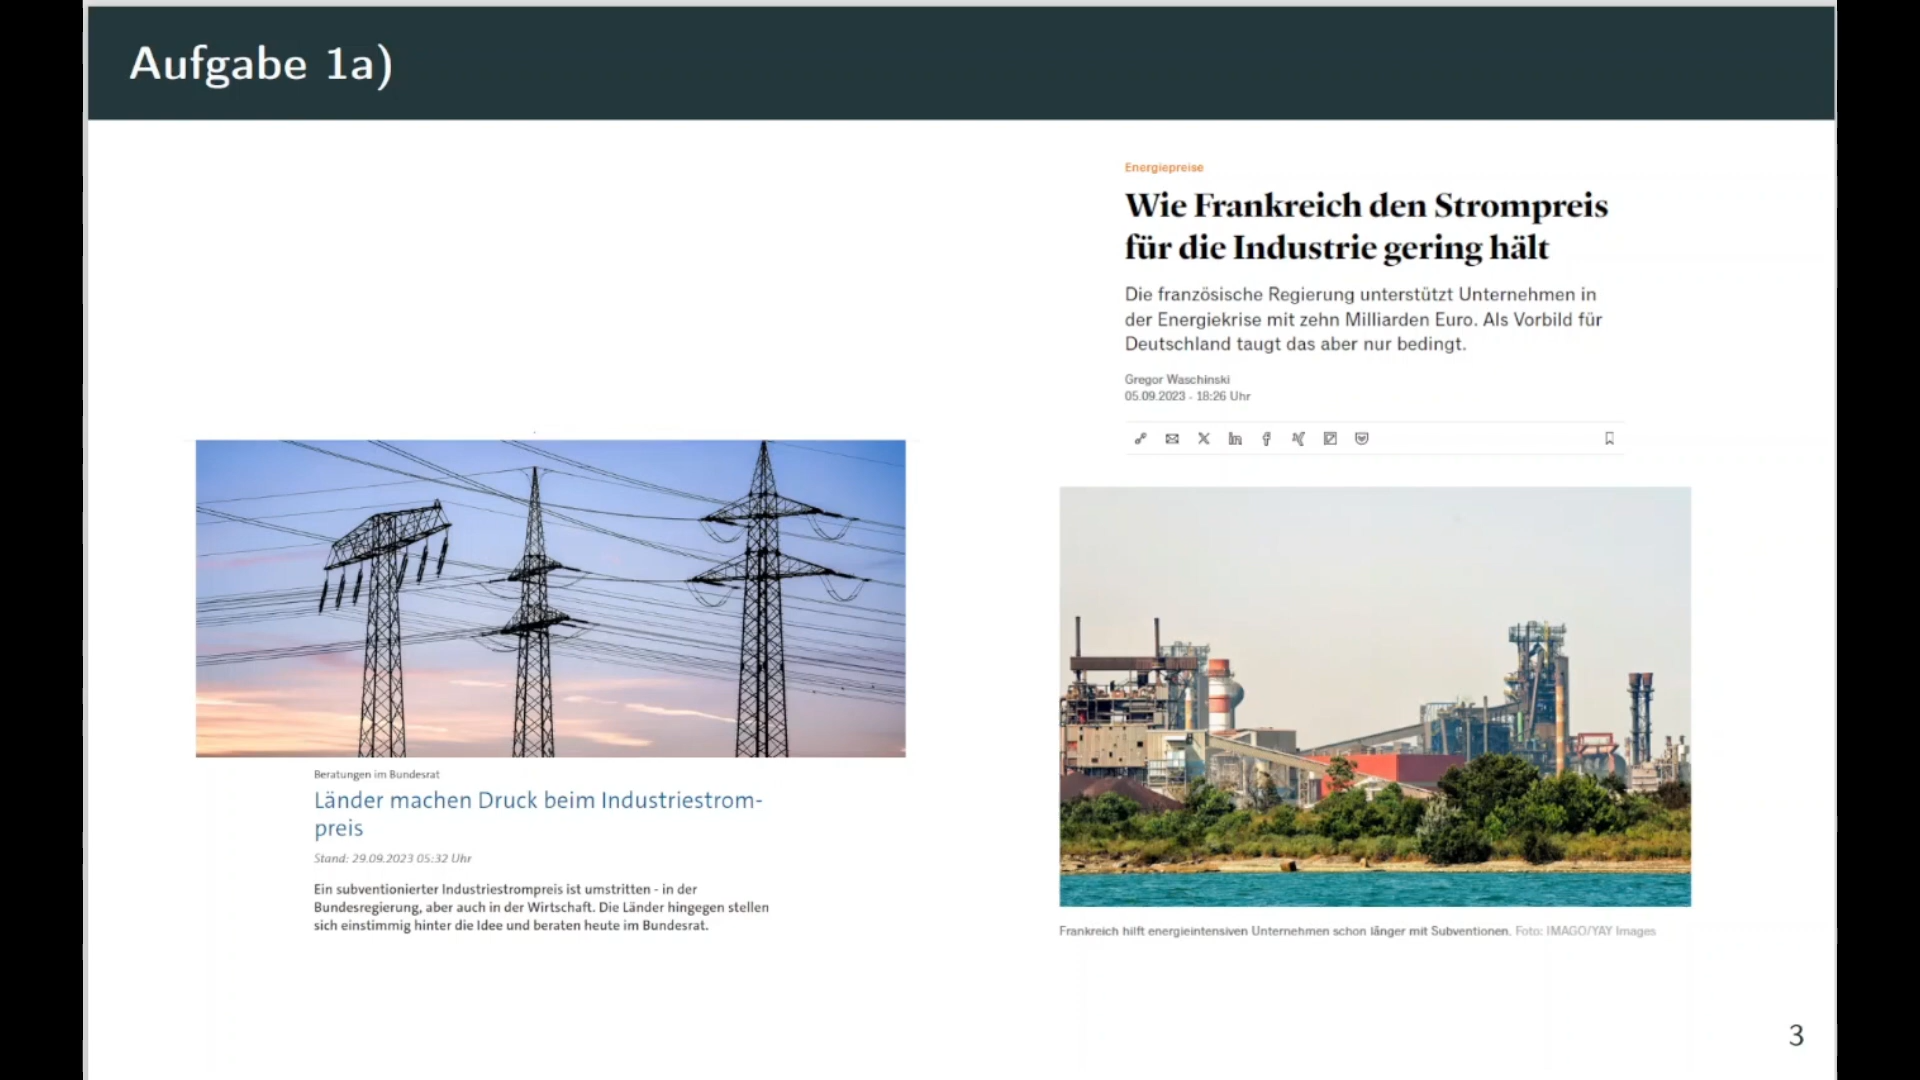 Aufgabe 1a)
Beratungen im Bundesrat
Länder machen Druck beim Industriestrom-
preis
Stand: 29.09.2023 05:32 Uhr
Ein subventionierter Industriestrompreis ist umstritten - in der
Bundesregierung, aber auch in der Wirtschaft. Die Länder hingegen stellen
sich einstimmig hinter die Idee und beraten heute im Bundesrat.
Energiepreise
Wie Frankreich den Strompreis
für die Industrie gering hält
Die französische Regierung unterstützt Unternehmen in
der Energiekrise mit zehn Milliarden Euro. Als Vorbild für
Deutschland taugt das aber nur bedingt.
Gregor Waschinski
05.09.2023 - 18:26 Uhr
Frankreich hilft energieintensiven Unternehmen schon länger mit Subventionen. Foto: IMAGO/YAY Images
3